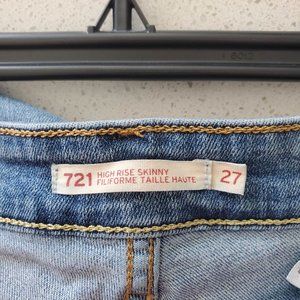 721 HIGH RISE SKINNY
FILIFORME TAILLE HAUTE
27